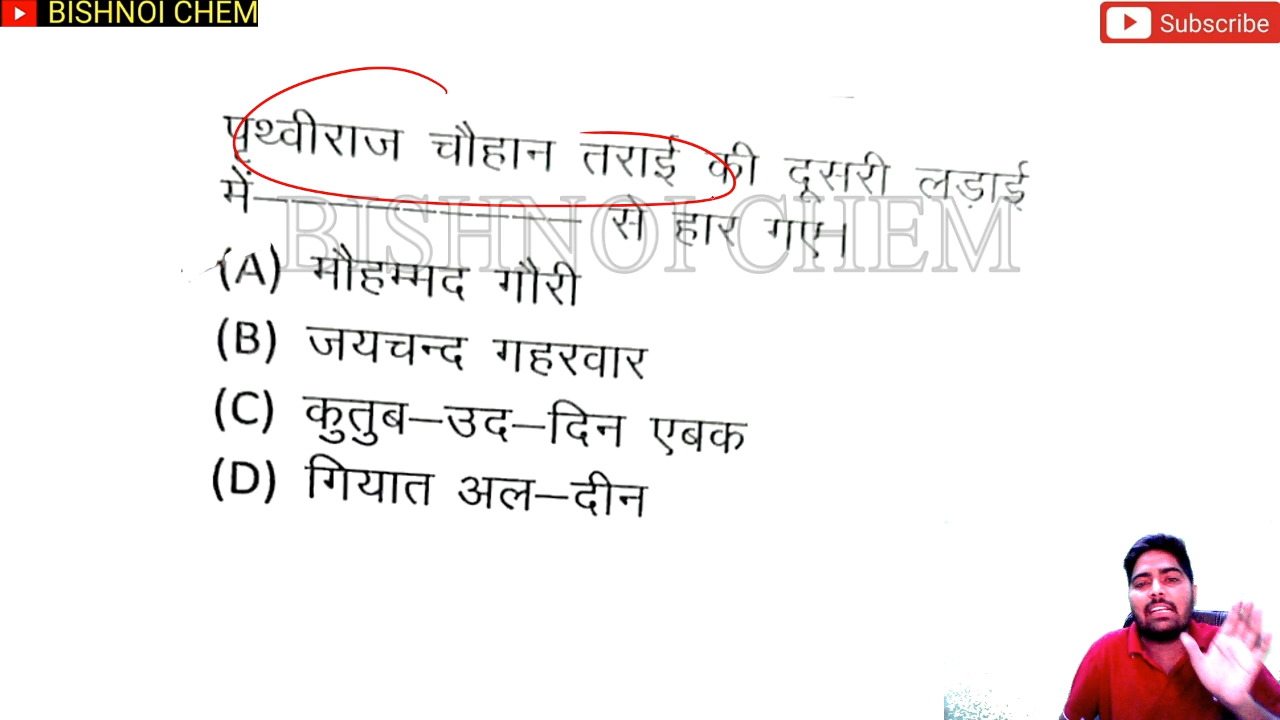 BISHNOI CHEM
Subscribe
पृथ्वीराज चौहान तराई की दूसरी लड़ाई
में------------ से हार गए।
BISHNOI CHEM
(A) मौहम्मद गौरी
(B) जयचन्द गहरवार
(C) कुतुब–उद–दिन एबक
(D) गियात अल–दीन